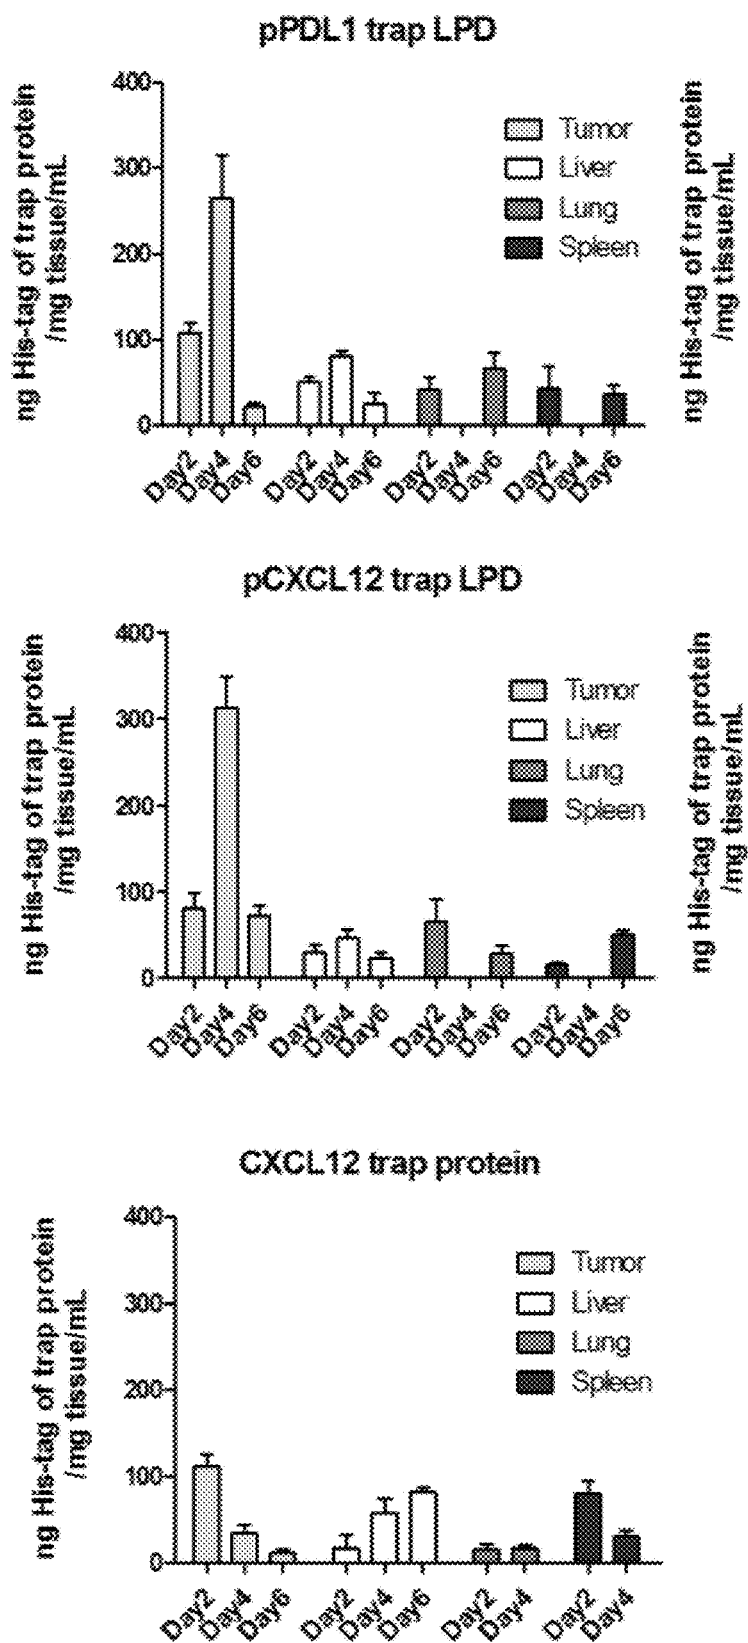 pPDL1 trap LPD
ng His-tag of trap protein
/mg tissue/mL
400
300
200
100
0
Tumor
Liver
Lung
Spleen
Day2 Day4 Day6 Day2 Day4 Day6 Day2 Day4 Day6 Day2 Day4 Day6
ng His-tag of trap protein
/mg tissue/mL
pCXCL12 trap LPD
ng His-tag of trap protein
/mg tissue/mL
400
300
200
100
0
Tumor
Liver
Lung
Spleen
Day2 Day4 Day6 Day2 Day4 Day6 Day2 Day4 Day6 Day2 Day4 Day6
ng His-tag of trap protein
/mg tissue/mL
CXCL12 trap protein
ng His-tag of trap protein
/mg tissue/mL
400
300
200
100
0
Tumor
Liver
Lung
Spleen
Day2 Day4 Day6 Day2 Day4 Day6 Day2 Day4 Day2 Day4